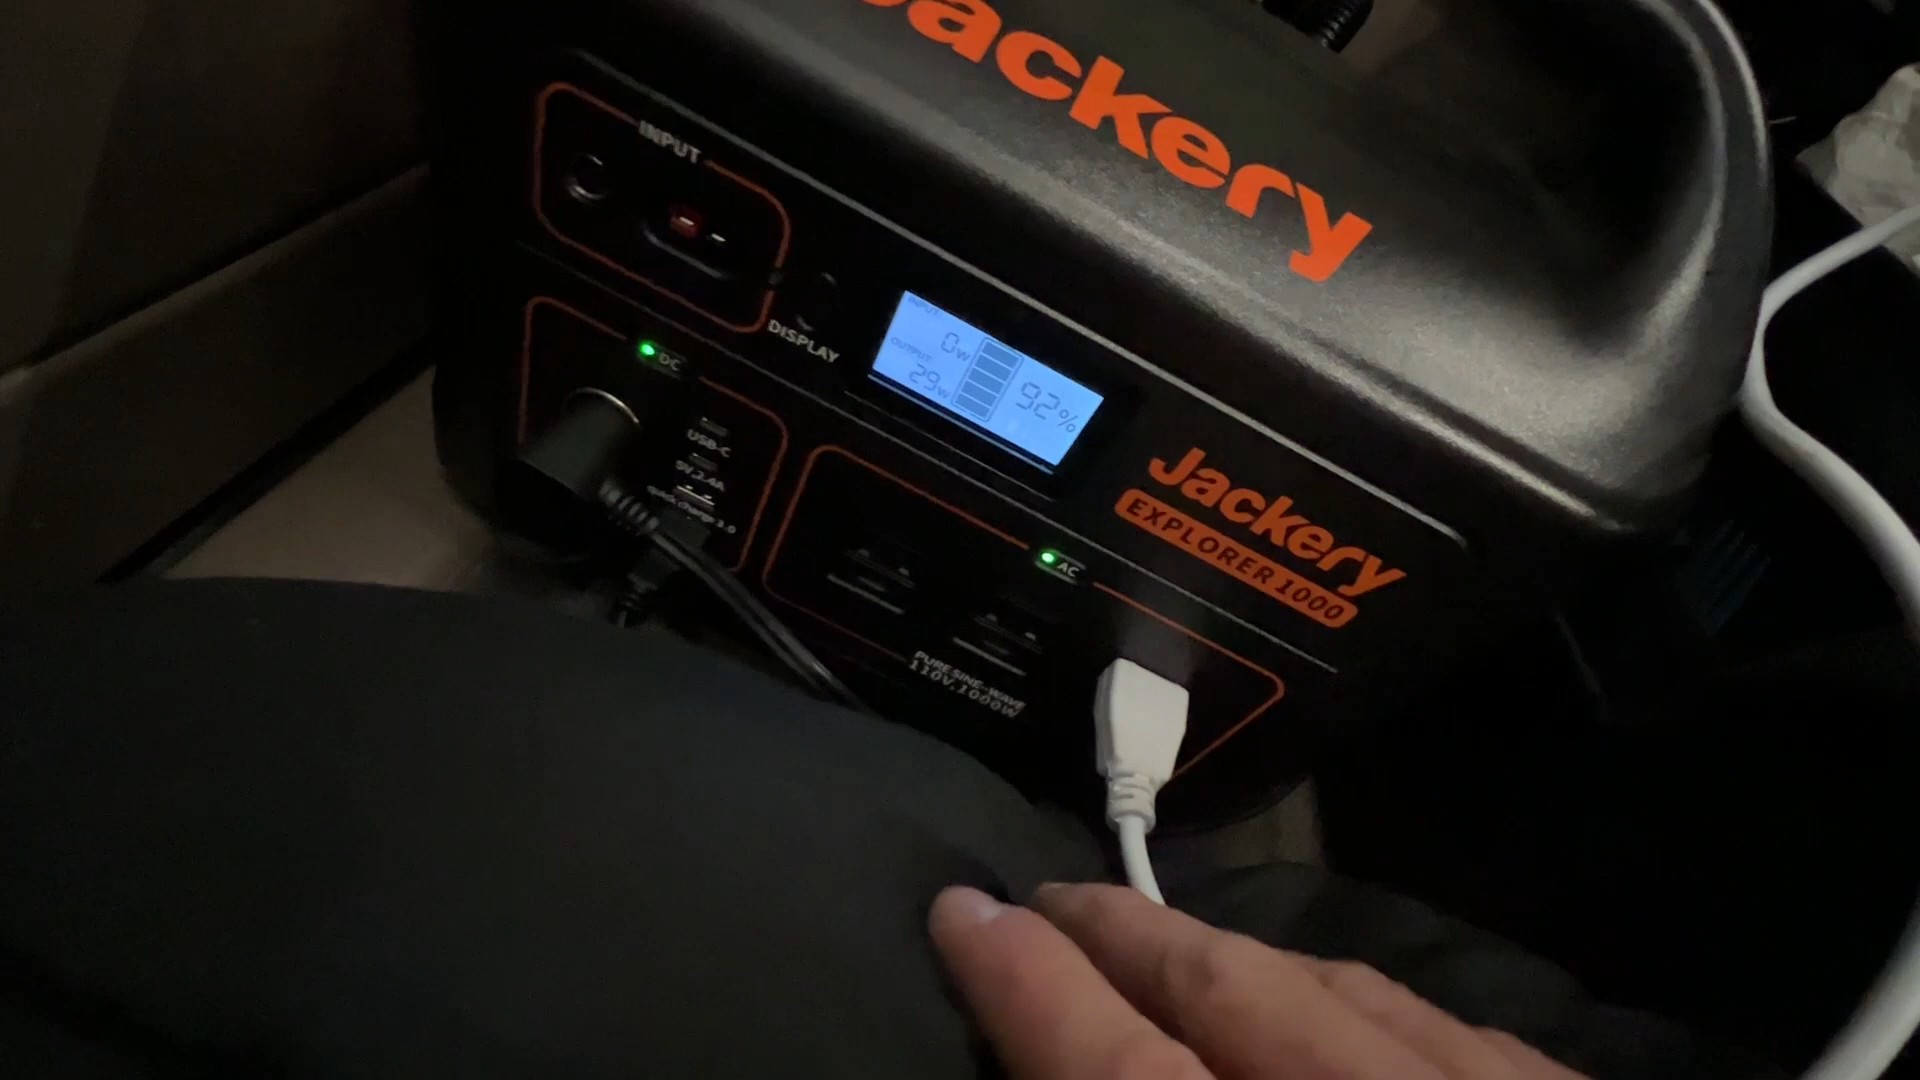 Jackery
INPUT
DISPLAY
INPUT:
0W
OUTPUT:
29W
92%
DC
USB-C
5V 2.4A
quick charge 3.0
AC
PURE SINE-WAVE
110V,1000W
Jackery
EXPLORER 1000